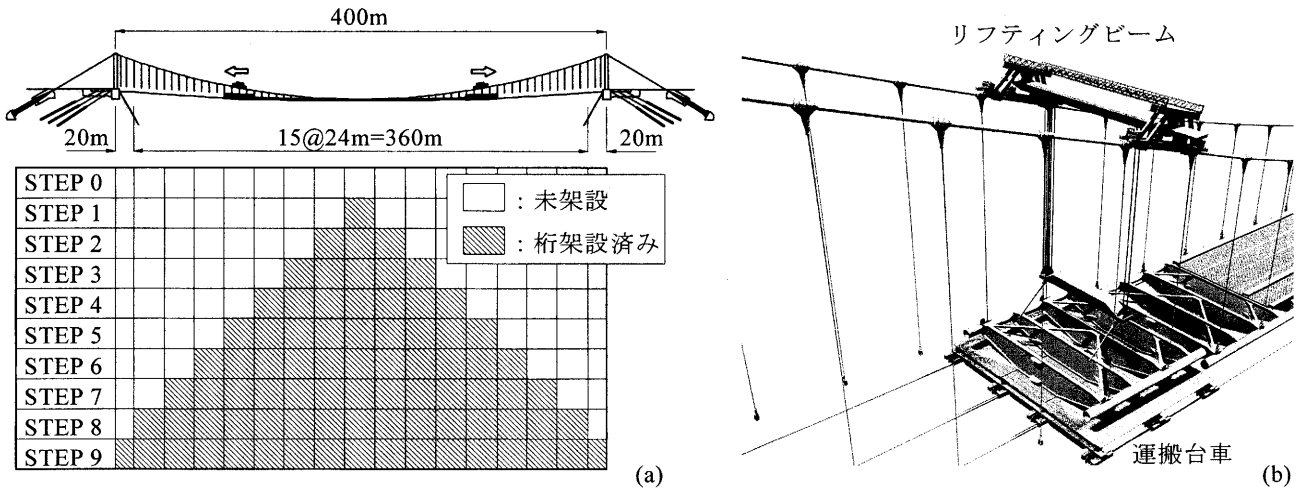 400m
20m
15@24m=360m
20m
STEP 0
STEP 1
STEP 2
STEP 3
STEP 4
STEP 5
STEP 6
STEP 7
STEP 8
STEP 9
：未架設
：桁架設済み
(a)
リフティングビーム
運搬台車
(b)